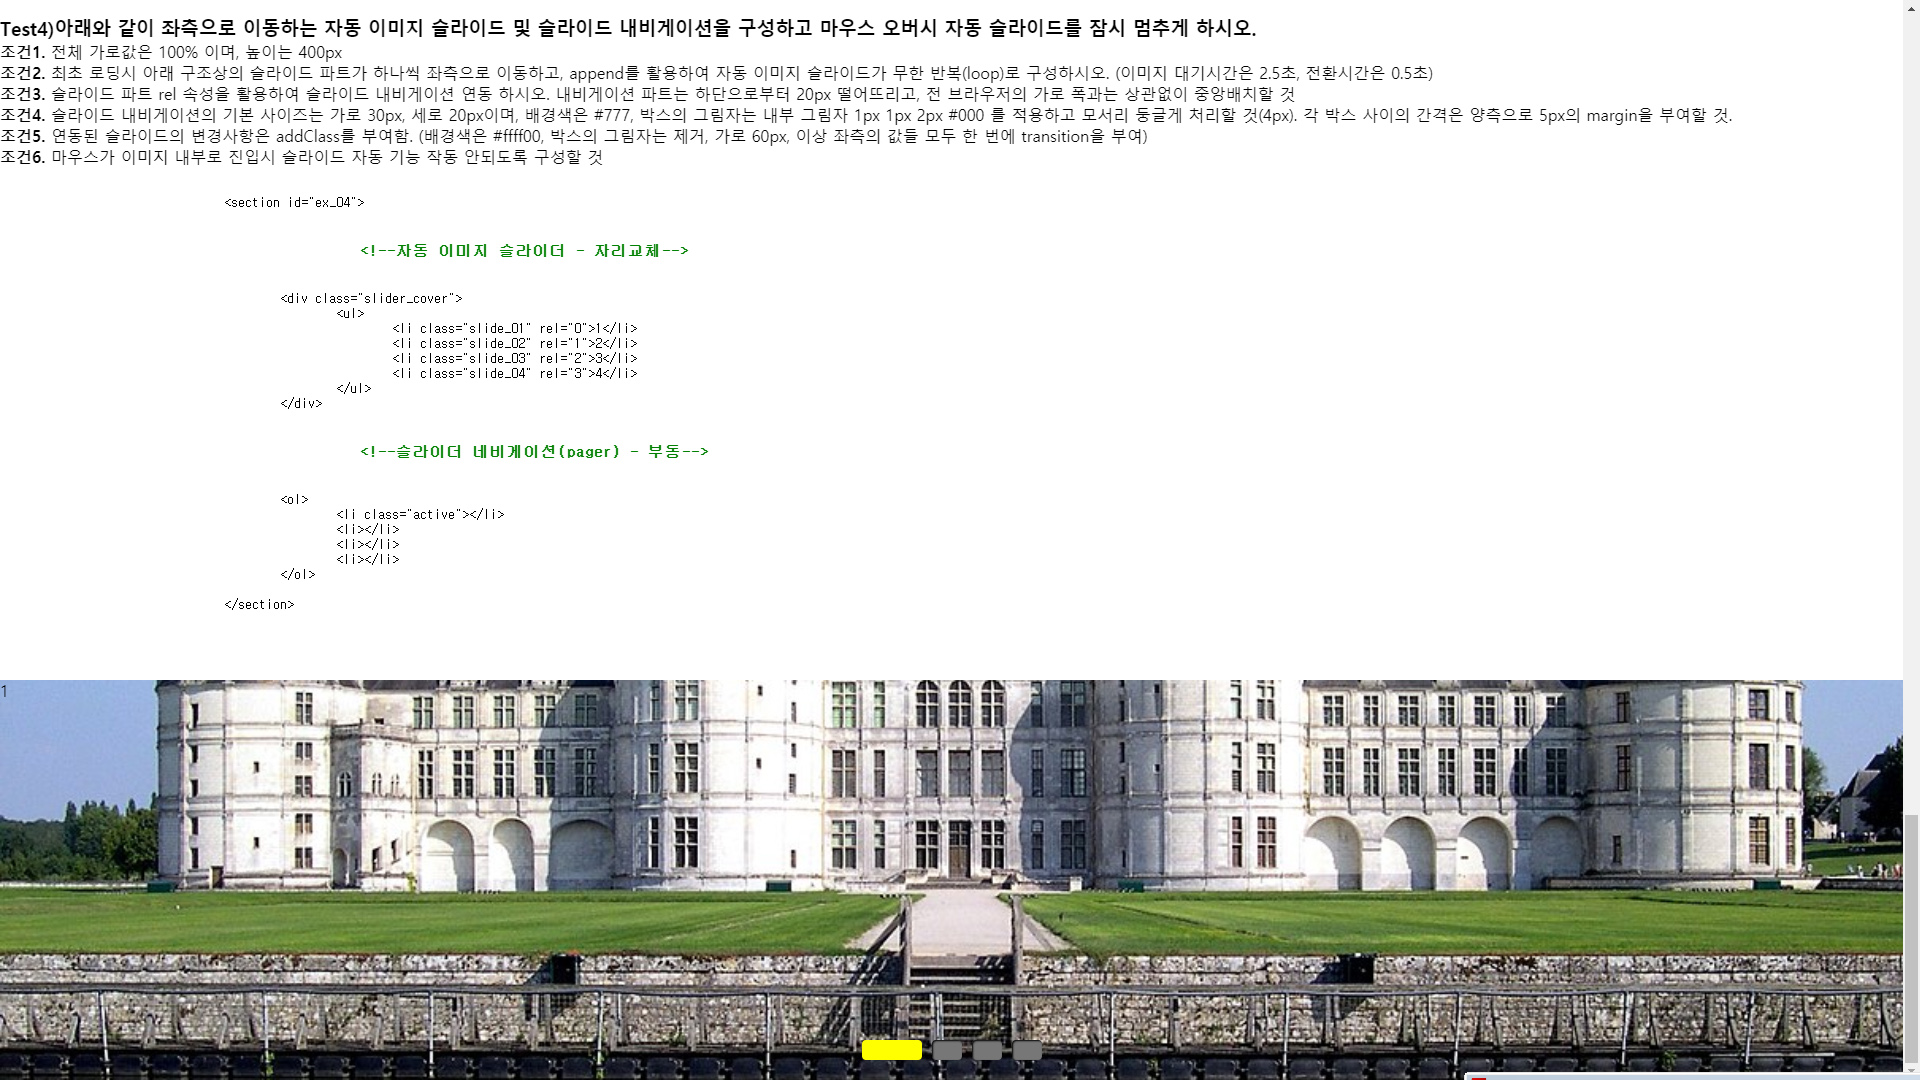 Test4)아래와 같이 좌측으로 이동하는 자동 이미지 슬라이드 및 슬라이드 내비게이션을 구성하고 마우스 오버시 자동 슬라이드를 잠시 멈추게 하시오.
조건1. 전체 가로값은 100% 이며, 높이는 400px
조건2. 최초 로딩시 아래 구조상의 슬라이드 파트가 하나씩 좌측으로 이동하고, append를 활용하여 자동 이미지 슬라이드가 무한 반복(loop)로 구성하시오. (이미지 대기시간은 2.5초, 전환시간은 0.5초)
조건3. 슬라이드 파트 rel 속성을 활용하여 슬라이드 내비게이션 연동 하시오. 내비게이션 파트는 하단으로부터 20px 떨어뜨리고, 전 브라우저의 가로 폭과는 상관없이 중앙배치할 것
조건4. 슬라이드 내비게이션의 기본 사이즈는 가로 30px, 세로 20px이며, 배경색은 #777, 박스의 그림자는 내부 그림자 1px 1px 2px #000 를 적용하고 모서리 둥글게 처리할 것(4px). 각 박스 사이의 간격은 양측으로 5px의 margin을 부여할 것.
조건5. 연동된 슬라이드의 변경사항은 addClass를 부여함. (배경색은 #ffff00, 박스의 그림자는 제거, 가로 60px, 이상 좌측의 값들 모두 한 번에 transition을 부여)
조건6. 마우스가 이미지 내부로 진입시 슬라이드 자동 기능 작동 안되도록 구성할 것
<section id="ex_04">
<!--자동 이미지 슬라이더 - 자리교체-->
<div class="slider_cover">
<ul>
<li class="slide_01" rel="0">1</li>
<li class="slide_02" rel="1">2</li>
<li class="slide_03" rel="2">3</li>
<li class="slide_04" rel="3">4</li>
</ul>
</div>
<!--슬라이더 네비게이션(pager) - 부동-->
<ol>
<li class="active"></li>
<li></li>
<li></li>
<li></li>
</ol>
</section>
1